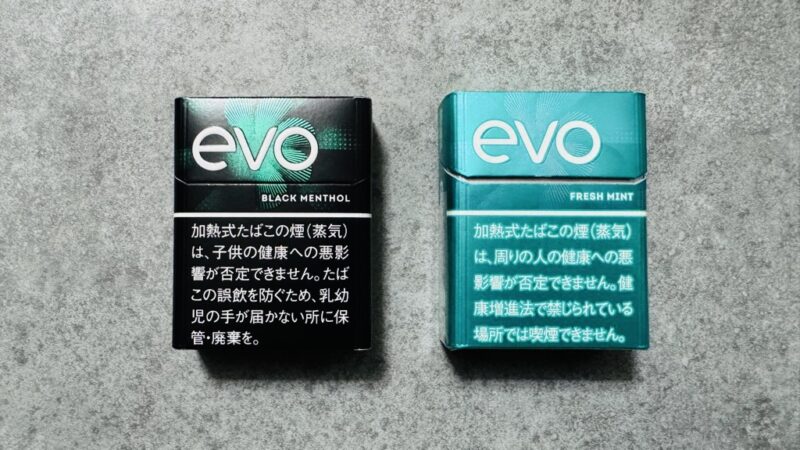 evo
BLACK MENTHOL
加熱式たばこの煙(蒸気)
は、子供の健康への悪影
響が否定できません。たば
この誤飲を防ぐため、乳幼
児の手が届かない所に保
管・廃棄を。
evo
FRESH MINT
加熱式たばこの煙(蒸気)
は、周りの人の健康への悪
影響が否定できません。健
康増進法で禁じられている
場所では喫煙できません。